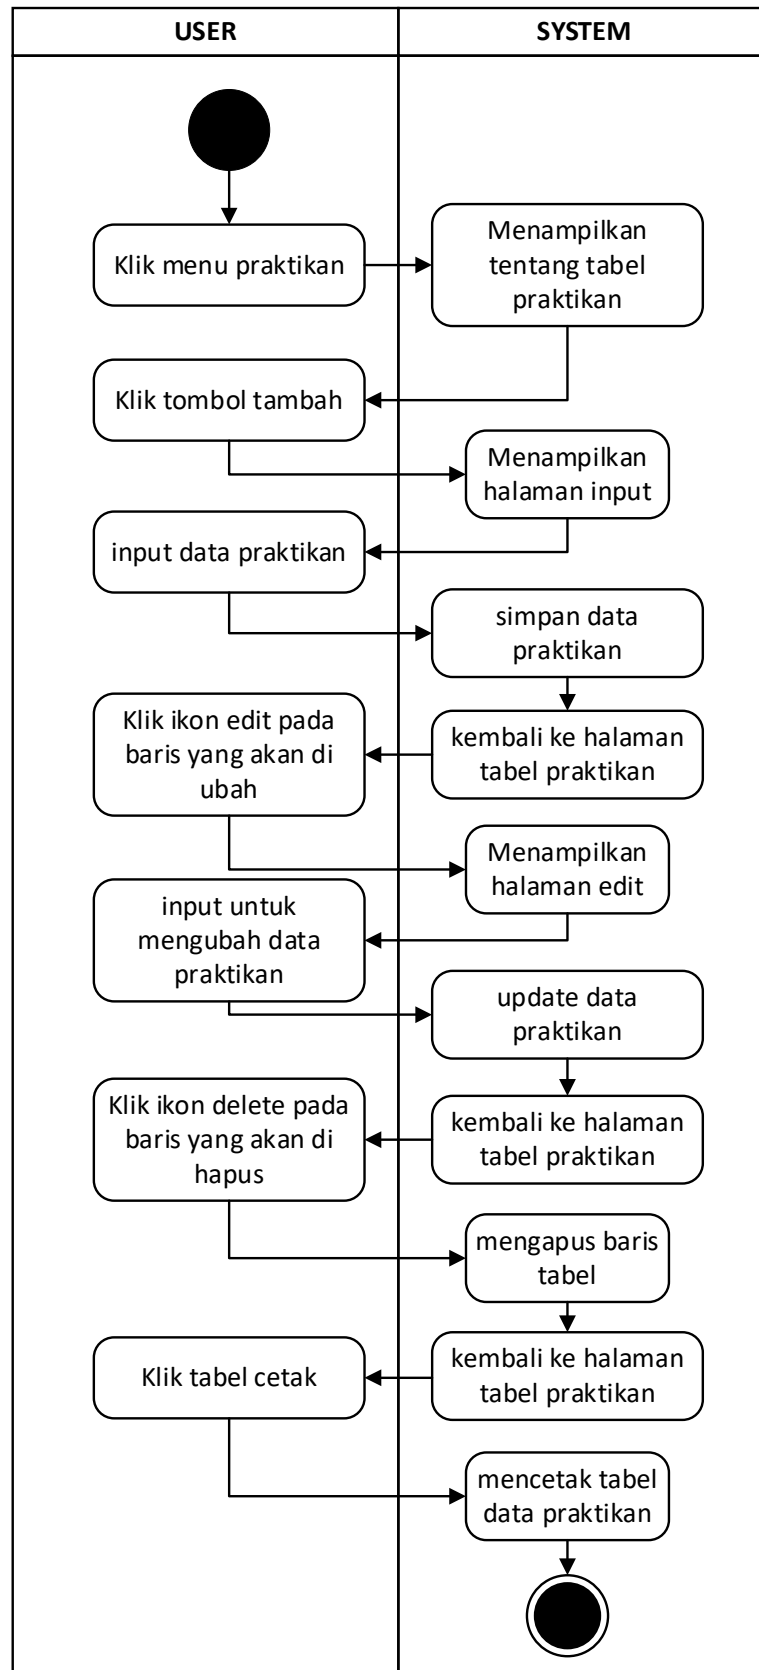 USER
SYSTEM
Klik menu praktikan
Menampilkan
tentang tabel
praktikan
Klik tombol tambah
Menampilkan
halaman input
input data praktikan
simpan data
praktikan
Klik ikon edit pada
baris yang akan di
ubah
kembali ke halaman
tabel praktikan
Menampilkan
halaman edit
input untuk
mengubah data
praktikan
update data
praktikan
Klik ikon delete pada
baris yang akan di
hapus
kembali ke halaman
tabel praktikan
mengapus baris
tabel
Klik tabel cetak
kembali ke halaman
tabel praktikan
mencetak tabel
data praktikan